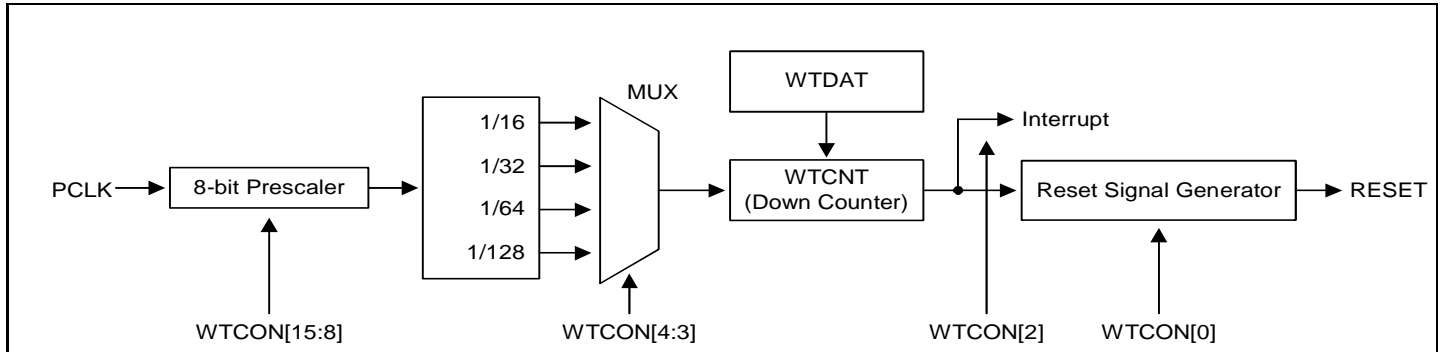 WTDAT
MUX
1/16
Interrupt
1/32
PCLK
8-bit Prescaler
WTCNT
(Down Counter)
Reset Signal Generator
RESET
1/64
1/128
WTCON[15:8]
WTCON[4:3]
WTCON[2]
WTCON[0]